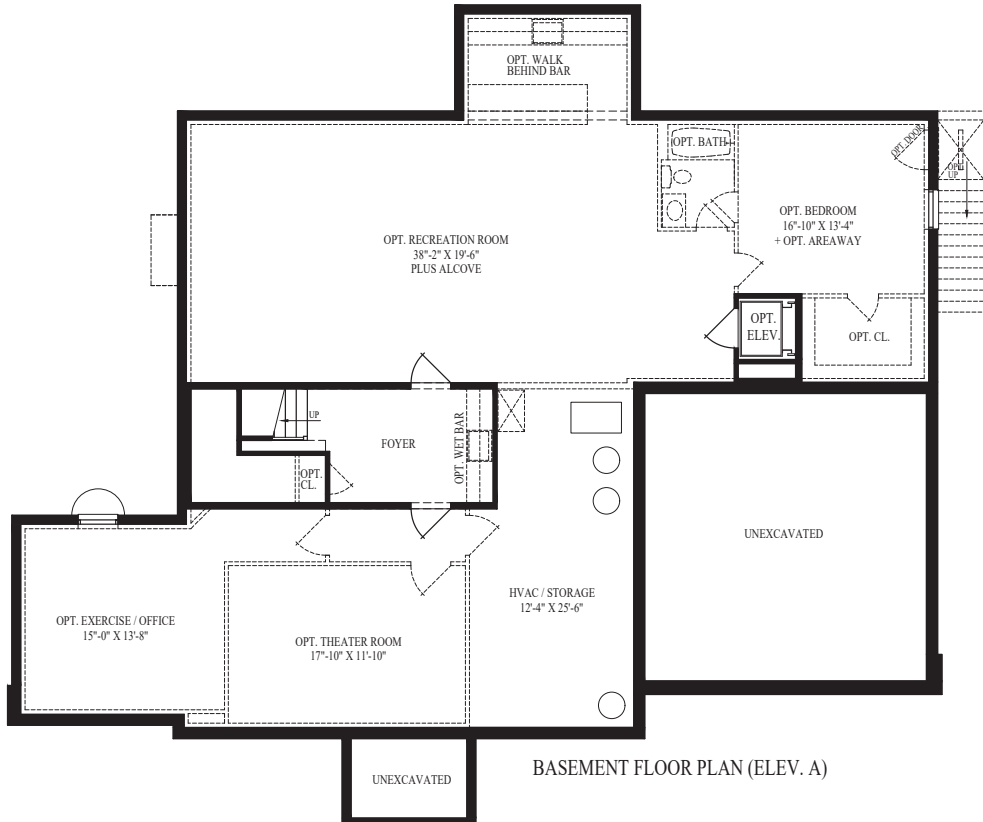 OPT. WALK
BEHIND BAR
OPT. BATH
OPT. DOOR
OPT.
UP
OPT. BEDROOM
16"-10" X 13'-4"
+ OPT. AREAWAY
OPT. RECREATION ROOM
38"-2" X 19'-6"
PLUS ALCOVE
OPT.
ELEV.
OPT. CL.
UP
FOYER
OPT. WET BAR
OPT.
CL.
UNEXCAVATED
HVAC / STORAGE
12'-4" X 25'-6"
OPT. EXERCISE / OFFICE
15"-0" X 13'-8"
OPT. THEATER ROOM
17"-10" X 11'-10"
UNEXCAVATED
BASEMENT FLOOR PLAN (ELEV. A)